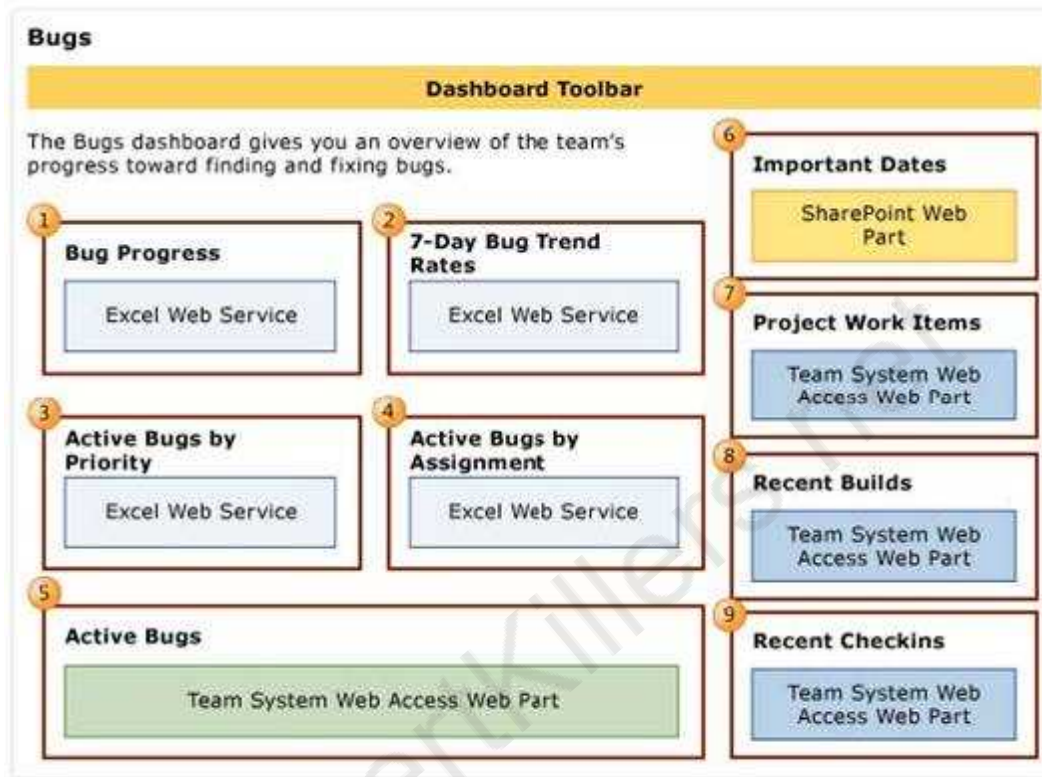 Bugs
Dashboard Toolbar
The Bugs dashboard gives you an overview of the team's
progress toward finding and fixing bugs.
1
Bug Progress
Excel Web Service
2
7-Day Bug Trend
Rates
Excel Web Service
3
Active Bugs by
Priority
Excel Web Service
4
Active Bugs by
Assignment
Excel Web Service
5
Active Bugs
Team System Web Access Web Part
6
Important Dates
SharePoint Web
Part
7
Project Work Items
Team System Web
Access Web Part
8
Recent Builds
Team System Web
Access Web Part
9
Recent Checkins
Team System Web
Access Web Part